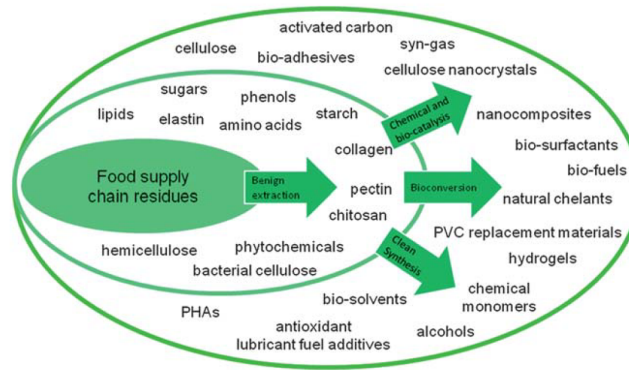 activated carbon
cellulose
syn-gas
bio-adhesives
cellulose nanocrystals
sugars
phenols
lipids
elastin
starch
amino acids
Chemical and
bio-catalysis
nanocomposites
collagen
bio-surfactants
bio-fuels
Food supply
chain residues
Benign
extraction
pectin
Bioconversion
natural chelants
chitosan
PVC replacement materials
hemicellulose
phytochemicals
Clean
Synthesis
hydrogels
bacterial cellulose
chemical
monomers
bio-solvents
PHAs
antioxidant
lubricant fuel additives
alcohols